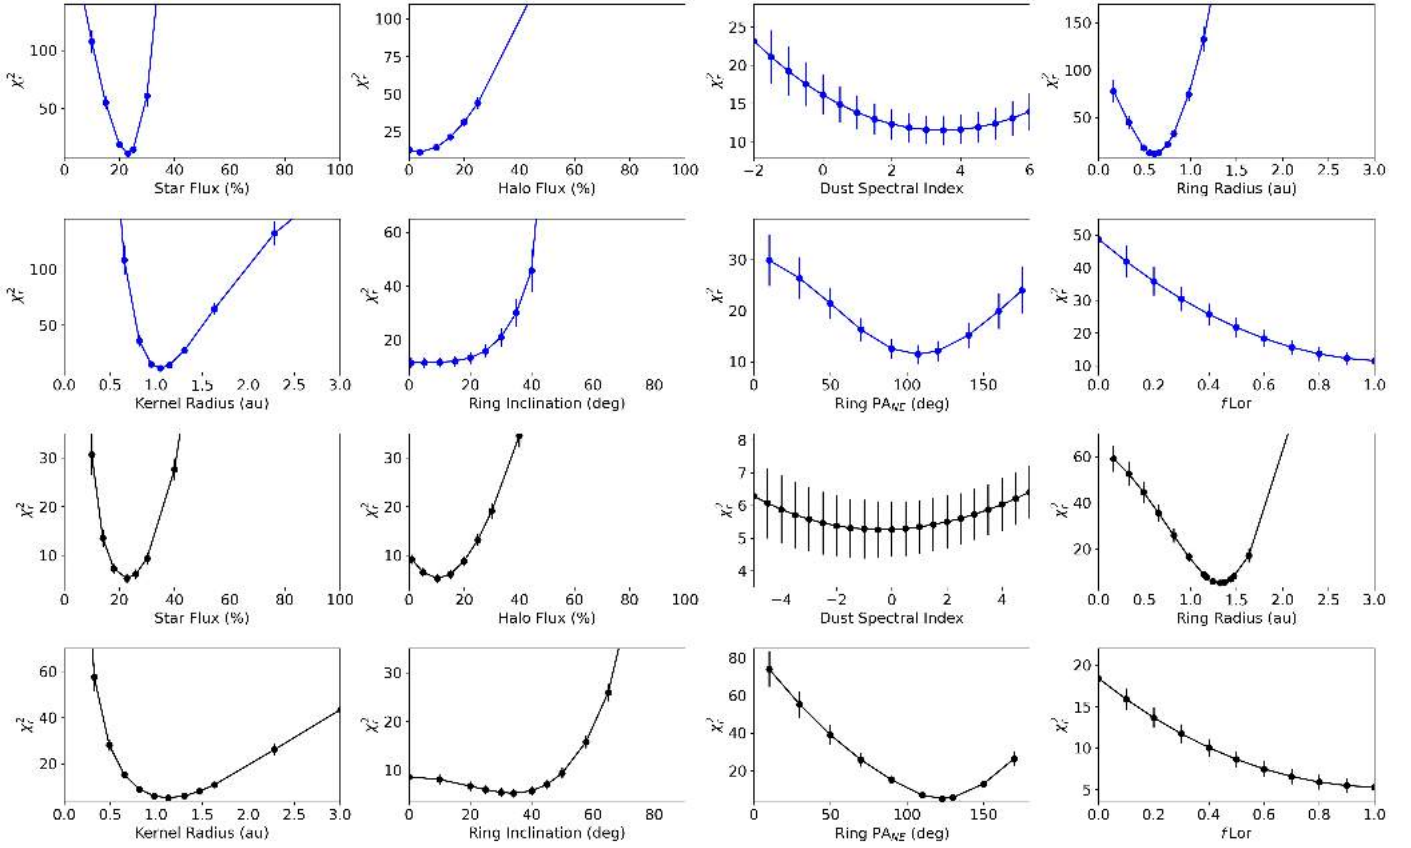 100
50
χ²ᵣ
0 20 40 60 80 100
Star Flux (%)
100
75
50
25
χ²ᵣ
0 20 40 60 80 100
Halo Flux (%)
25
20
15
10
χ²ᵣ
−2 0 2 4 6
Dust Spectral Index
150
100
50
χ²ᵣ
0.0 0.5 1.0 1.5 2.0 2.5 3.0
Ring Radius (au)
100
50
χ²ᵣ
0.0 0.5 1.0 1.5 2.0 2.5 3.0
Kernel Radius (au)
60
40
20
χ²ᵣ
0 20 40 60 80
Ring Inclination (deg)
30
20
10
χ²ᵣ
0 50 100 150
Ring PA_NE (deg)
50
40
30
20
10
χ²ᵣ
0.0 0.2 0.4 0.6 0.8 1.0
fLor
30
20
10
χ²ᵣ
0 20 40 60 80 100
Star Flux (%)
30
20
10
χ²ᵣ
0 20 40 60 80 100
Halo Flux (%)
8
7
6
5
4
χ²ᵣ
−4 −2 0 2 4
Dust Spectral Index
60
40
20
χ²ᵣ
0.0 0.5 1.0 1.5 2.0 2.5 3.0
Ring Radius (au)
60
40
20
χ²ᵣ
0.0 0.5 1.0 1.5 2.0 2.5 3.0
Kernel Radius (au)
30
20
10
χ²ᵣ
0 20 40 60 80
Ring Inclination (deg)
80
60
40
20
χ²ᵣ
0 50 100 150
Ring PA_NE (deg)
20
15
10
5
χ²ᵣ
0.0 0.2 0.4 0.6 0.8 1.0
fLor